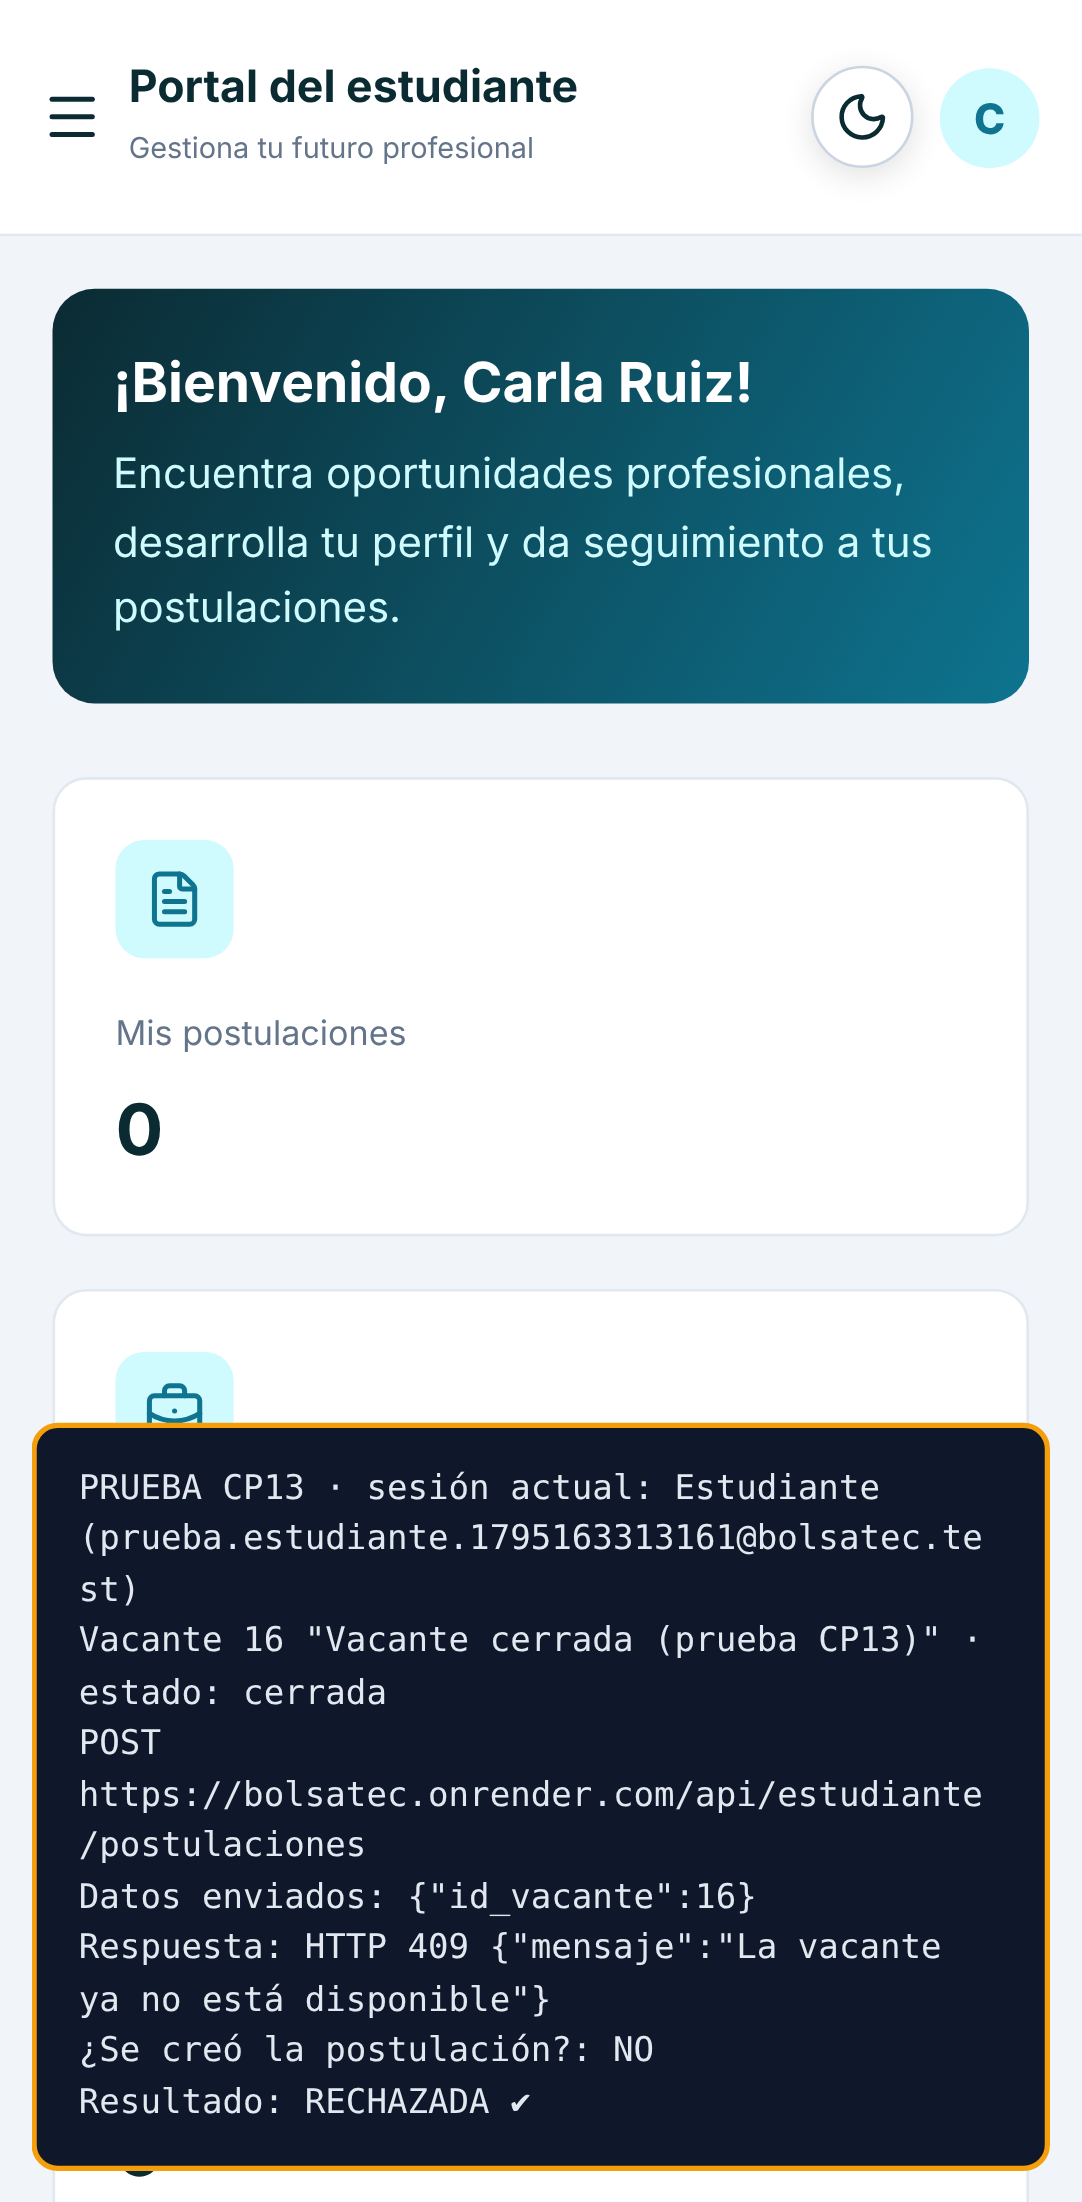 Portal del estudiante
Gestiona tu futuro profesional
C
¡Bienvenido, Carla Ruiz!
Encuentra oportunidades profesionales,
desarrolla tu perfil y da seguimiento a tus
postulaciones.
Mis postulaciones
0
PRUEBA CP13 · sesión actual: Estudiante
(prueba.estudiante.1795163313161@bolsatec.te
st)
Vacante 16 "Vacante cerrada (prueba CP13)" ·
estado: cerrada
POST
https://bolsatec.onrender.com/api/estudiante
/postulaciones
Datos enviados: {"id_vacante":16}
Respuesta: HTTP 409 {"mensaje":"La vacante
ya no está disponible"}
¿Se creó la postulación?: NO
Resultado: RECHAZADA ✔